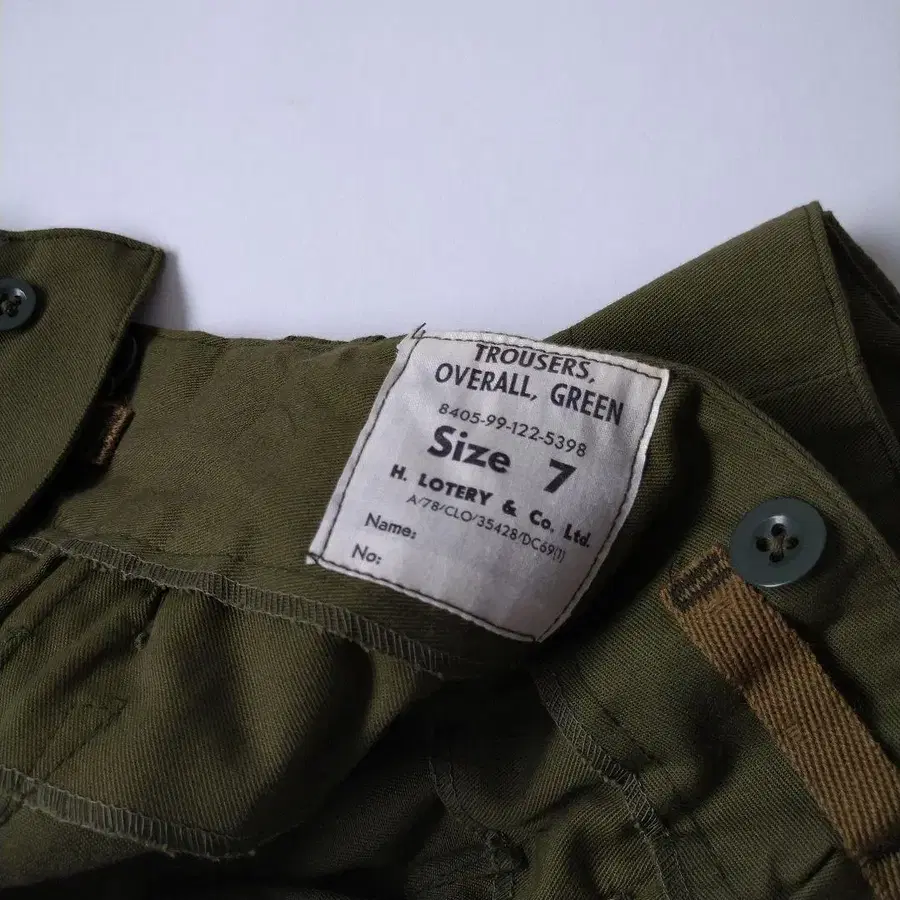 TROUSERS,
OVERALL, GREEN
8405-99-122-5398
Size 7
H. LOTERY & Co. Ltd.
A/78/CLO/35428/DC69(1)
Name:
No: